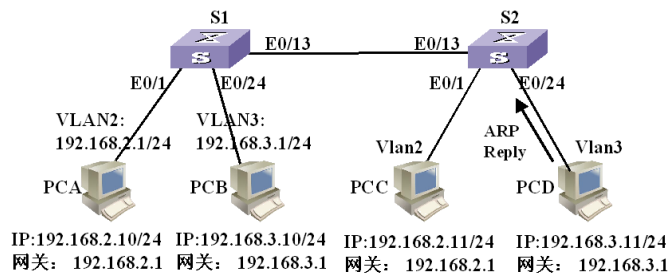 S1
S2
E0/13
E0/13
E0/1
E0/24
E0/1
E0/24
VLAN2:
192.168.2.1/24
VLAN3:
192.168.3.1/24
Vlan2
ARP
Reply
Vlan3
PCA
PCB
PCC
PCD
IP:192.168.2.10/24
网关: 192.168.2.1
IP:192.168.3.10/24
网关: 192.168.3.1
IP:192.168.2.11/24
网关: 192.168.2.1
IP:192.168.3.11/24
网关: 192.168.3.1